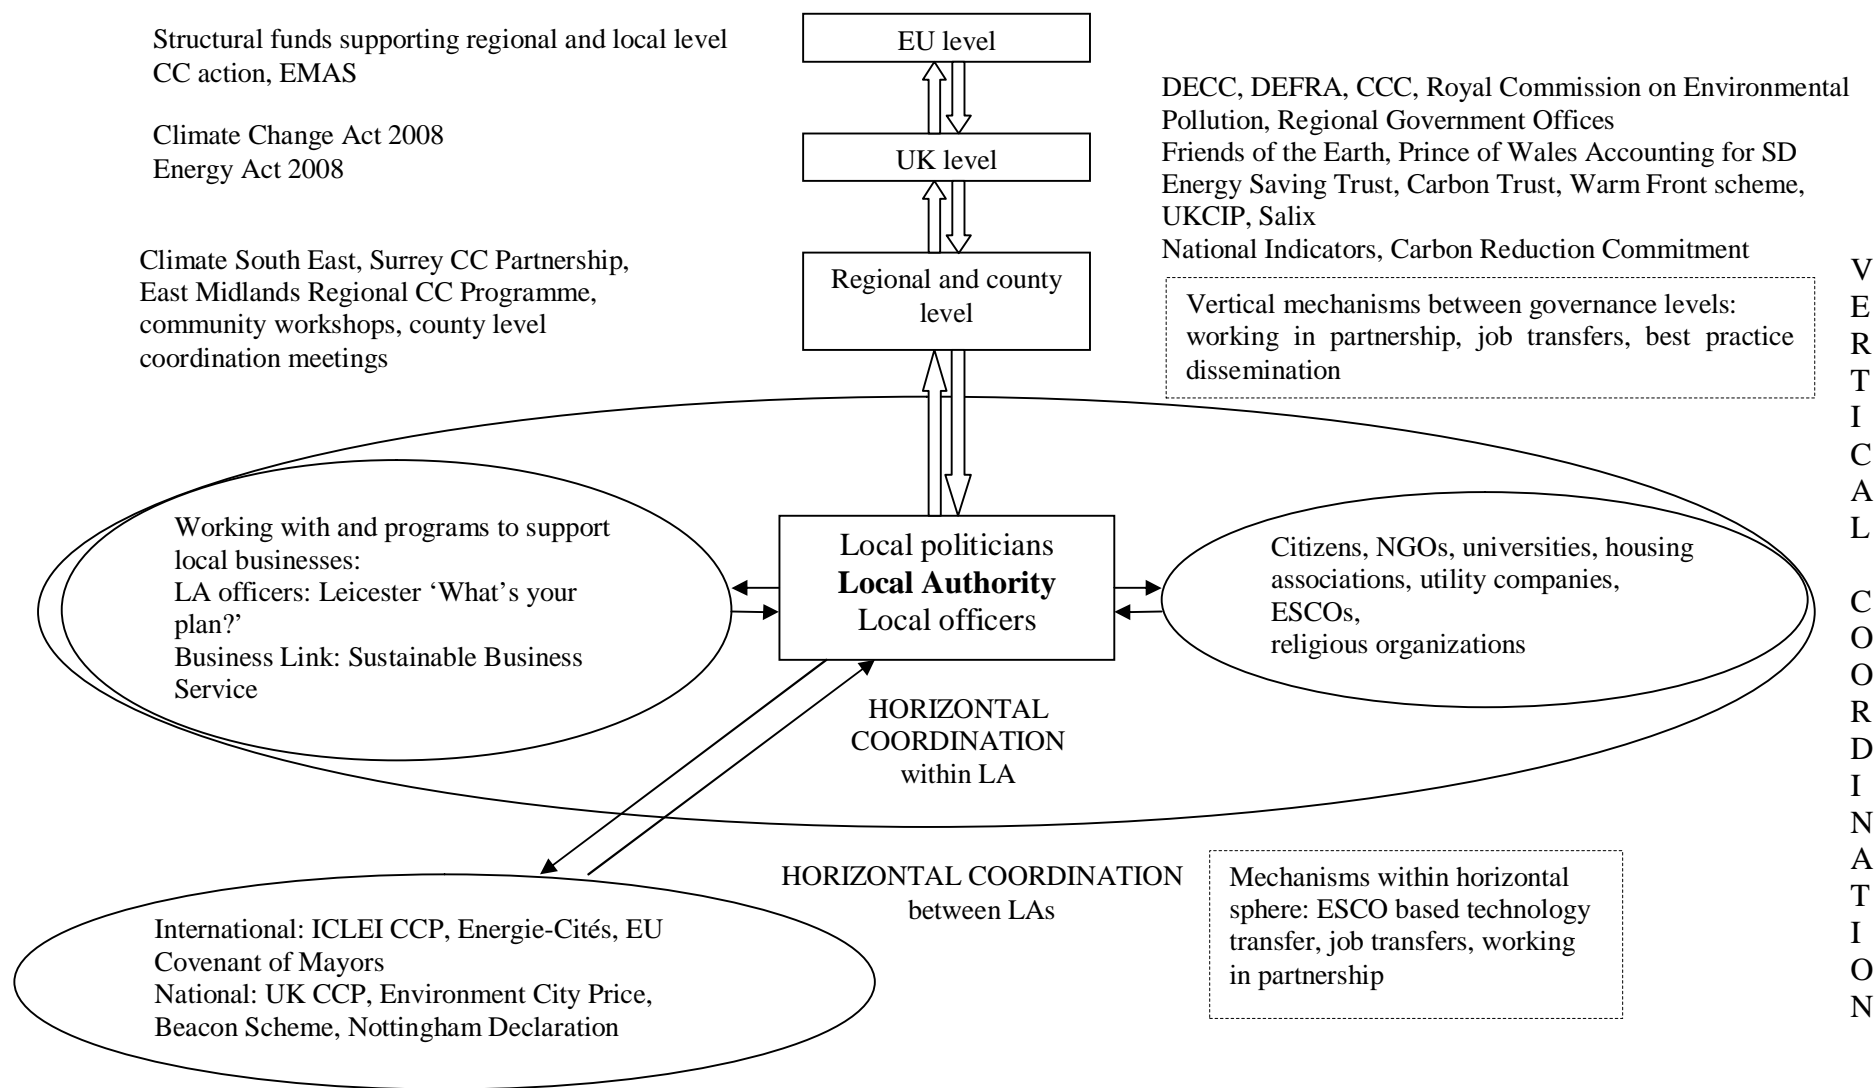 Structural funds supporting regional and local level
CC action, EMAS
Climate Change Act 2008
Energy Act 2008
Climate South East, Surrey CC Partnership,
East Midlands Regional CC Programme,
community workshops, county level
coordination meetings
EU level
UK level
Regional and county
level
DECC, DEFRA, CCC, Royal Commission on Environmental
Pollution, Regional Government Offices
Friends of the Earth, Prince of Wales Accounting for SD
Energy Saving Trust, Carbon Trust, Warm Front scheme,
UKCIP, Salix
National Indicators, Carbon Reduction Commitment
Vertical mechanisms between governance levels:
working in partnership, job transfers, best practice
dissemination
VERTICAL COORDINATION
Working with and programs to support
local businesses:
LA officers: Leicester ‘What’s your
plan?’
Business Link: Sustainable Business
Service
Local politicians
Local Authority
Local officers
Citizens, NGOs, universities, housing
associations, utility companies,
ESCOs,
religious organizations
HORIZONTAL
COORDINATION
within LA
HORIZONTAL COORDINATION
between LAs
International: ICLEI CCP, Energie-Cités, EU
Covenant of Mayors
National: UK CCP, Environment City Price,
Beacon Scheme, Nottingham Declaration
Mechanisms within horizontal
sphere: ESCO based technology
transfer, job transfers, working
in partnership